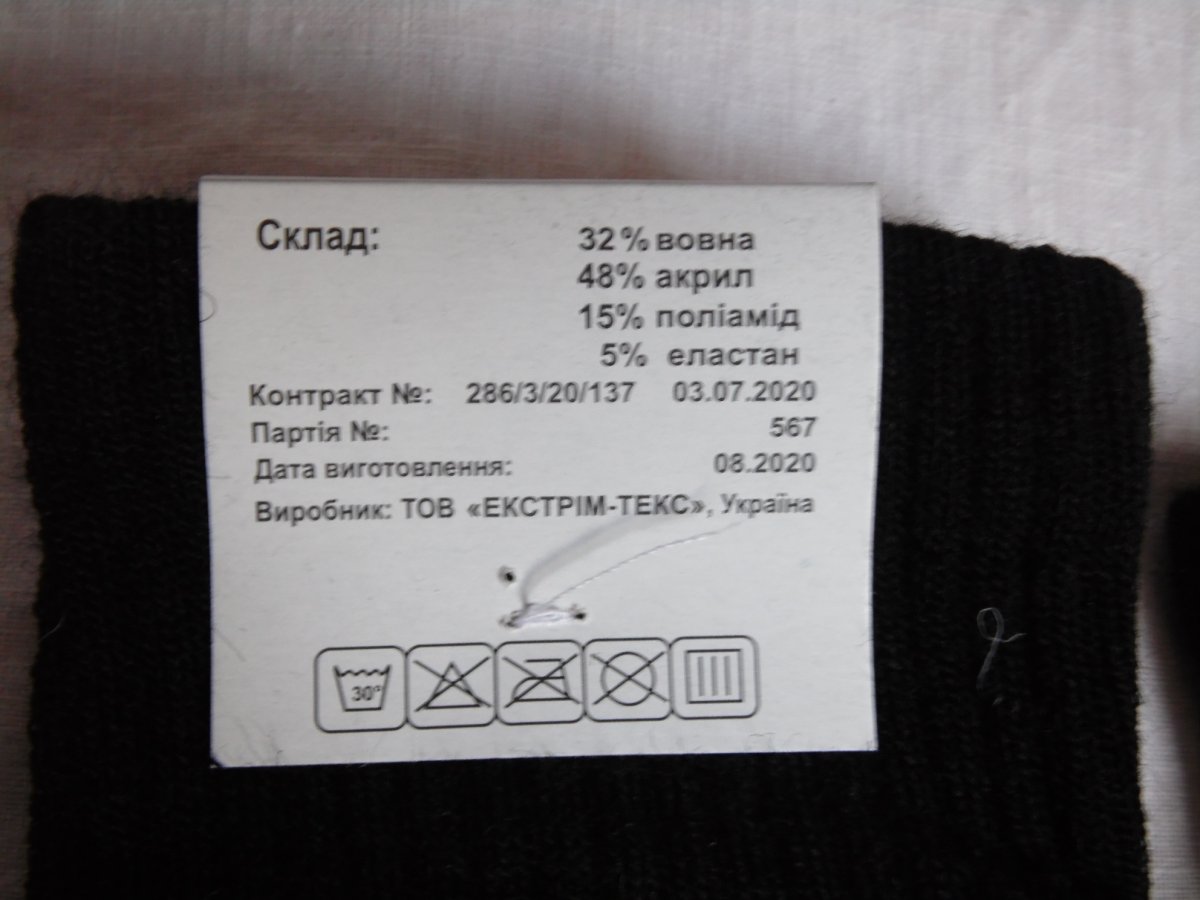 Склад: 32% вовна
48% акрил
15% поліамід
5% еластан
Контракт №: 286/3/20/137 03.07.2020
Партія №: 567
Дата виготовлення: 08.2020
Виробник: ТОВ «ЕКСТРІМ-ТЕКС», Україна
30°